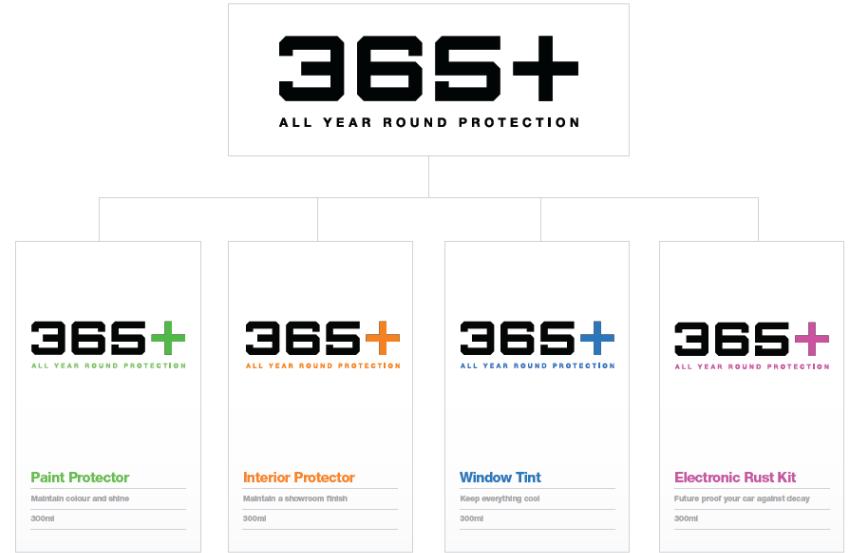 365+
ALL YEAR ROUND PROTECTION
365+
ALL YEAR ROUND PROTECTION
Paint Protector
Maintain colour and shine
300ml
365+
ALL YEAR ROUND PROTECTION
Interior Protector
Maintain a showroom finish
300ml
365+
ALL YEAR ROUND PROTECTION
Window Tint
Keep everything cool
300ml
365+
ALL YEAR ROUND PROTECTION
Electronic Rust Kit
Future proof your car against decay
300ml